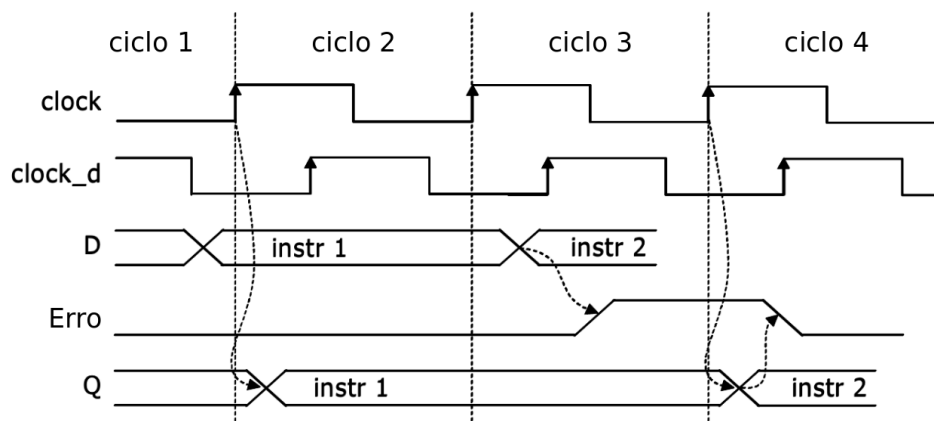 ciclo 1 ciclo 2 ciclo 3 ciclo 4
clock
clock_d
D instr 1 instr 2
Erro
Q instr 1 instr 2